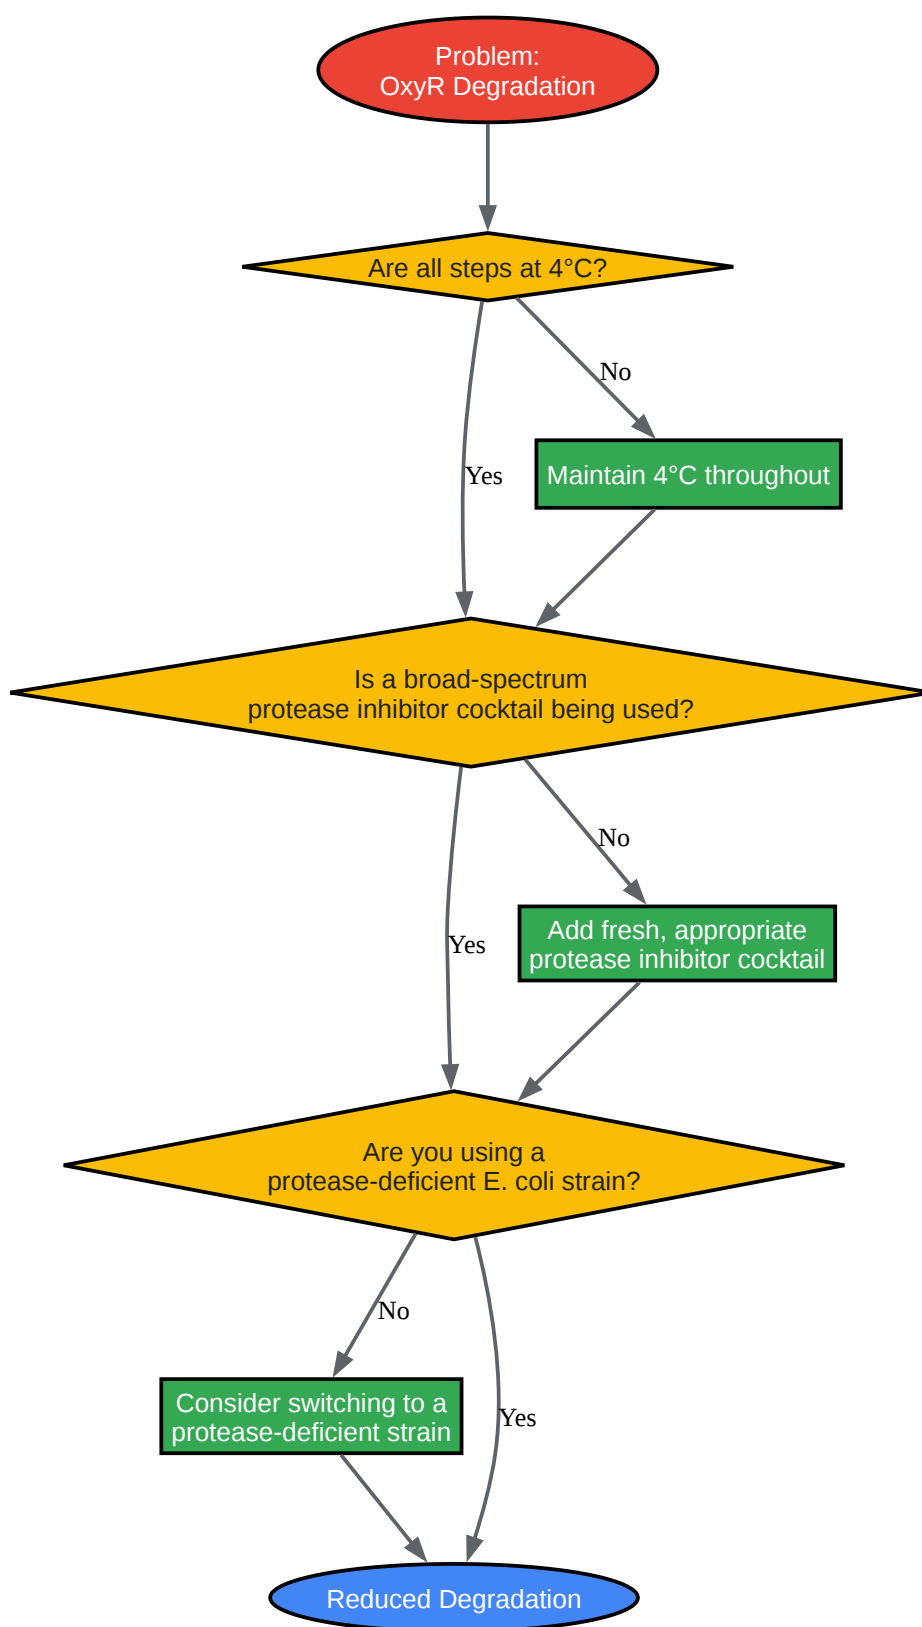 Problem:
OxyR Degradation
Are all steps at 4°C?
No
Yes
Maintain 4°C throughout
Is a broad-spectrum
protease inhibitor cocktail being used?
No
Add fresh, appropriate
protease inhibitor cocktail
Yes
Are you using a
protease-deficient E. coli strain?
No
Consider switching to a
protease-deficient strain
Yes
Reduced Degradation